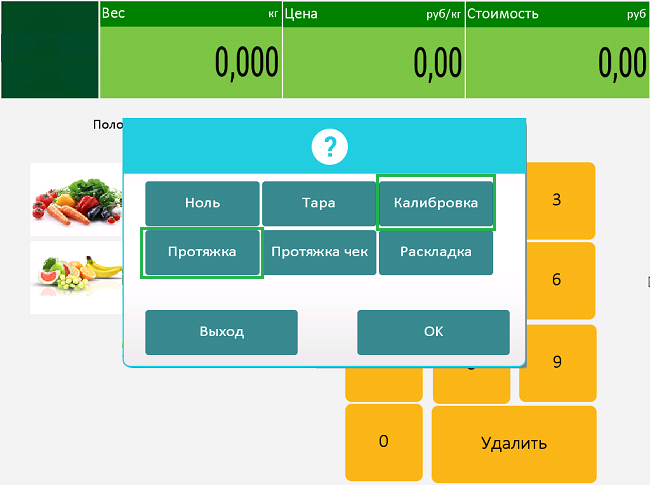 Вес кг Цена руб/кг Стоимость руб
0,000 0,00 0,00
Поло
?
Ноль Тара Калибровка
3
Протяжка Протяжка чек Раскладка
6
Выход ОК
9
0 Удалить